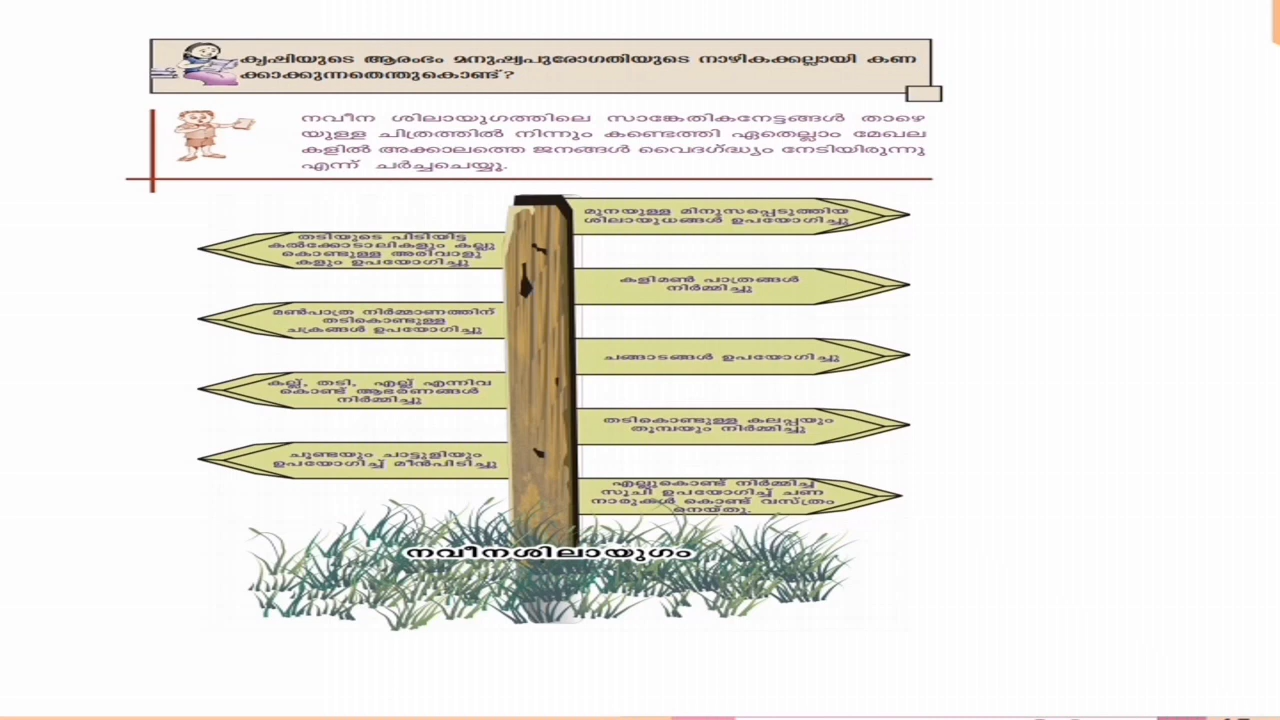 കൃഷിയുടെ ആരംഭം മനുഷ്യപുരോഗതിയുടെ നാഴികക്കല്ലായി കണ
ക്കാക്കുന്നതെന്തുകൊണ്ട്?
നവീന ശിലായുഗത്തിലെ സാങ്കേതികനേട്ടങ്ങൾ താഴെ
യുള്ള ചിത്രത്തിൽ നിന്നും കണ്ടെത്തി ഏതെല്ലാം മേഖല
കളിൽ അക്കാലത്തെ ജനങ്ങൾ വൈദഗ്ദ്ധ്യം നേടിയിരുന്നു
എന്ന് ചർച്ചചെയ്യൂ.
മുനയുള്ള മിനുസപ്പെടുത്തിയ
ശിലായുധങ്ങൾ ഉപയോഗിച്ചു
തടിയുടെ പിടിയിട്ട
കൽക്കോടാലികളും കല്ലു
കൊണ്ടുള്ള അരിവാളു
കളും ഉപയോഗിച്ചു
കളിമൺ പാത്രങ്ങൾ
നിർമ്മിച്ചു
മൺപാത്ര നിർമ്മാണത്തിന്
തടികൊണ്ടുള്ള
ചക്രങ്ങൾ ഉപയോഗിച്ചു
ചങ്ങാടങ്ങൾ ഉപയോഗിച്ചു
കല്ല്, തടി, എല്ല് എന്നിവ
കൊണ്ട് ആഭരണങ്ങൾ
നിർമ്മിച്ചു
തടികൊണ്ടുള്ള കലപ്പയും
തൂമ്പയും നിർമ്മിച്ചു
ചൂണ്ടയും ചാട്ടുളിയും
ഉപയോഗിച്ച് മീൻപിടിച്ചു
എല്ലുകൊണ്ട് നിർമ്മിച്ച
സൂചി ഉപയോഗിച്ച് ചണ
നാരുകൾ കൊണ്ട് വസ്ത്രം
നെയ്തു.
നവീനശിലായുഗം